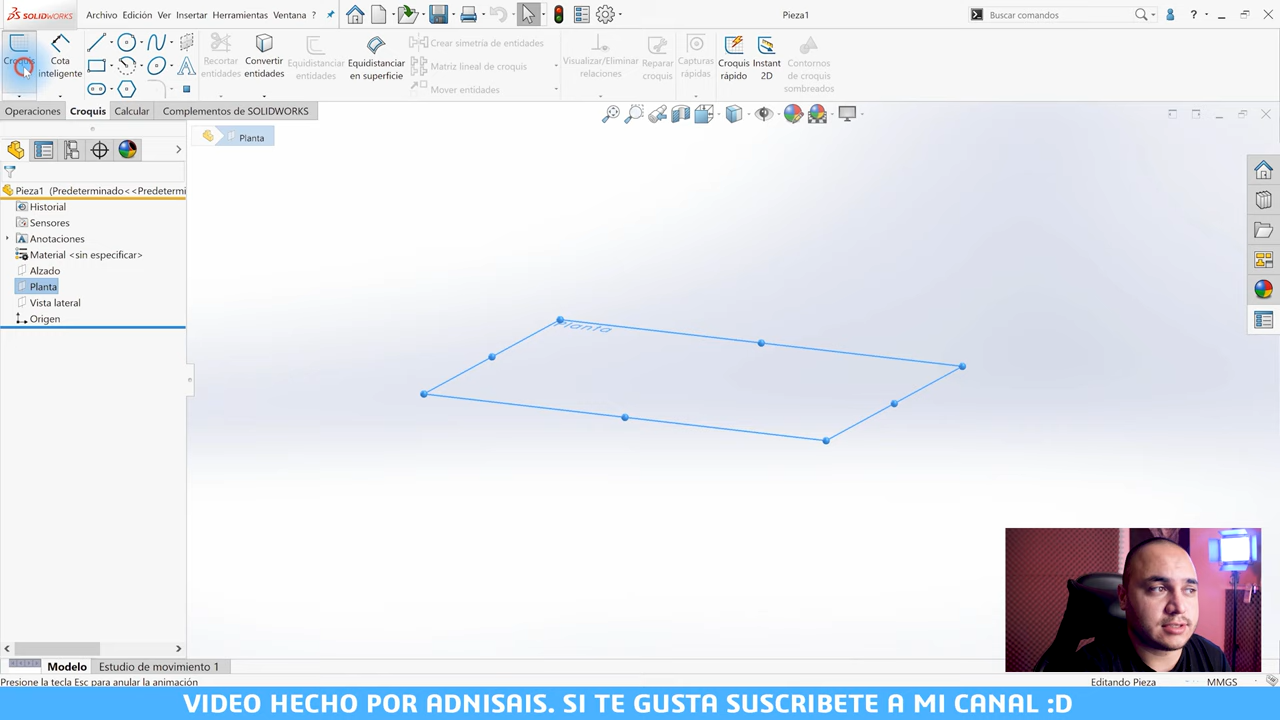 SOLIDWORKS
Archivo Edición Ver Insertar Herramientas Ventana ?
Pieza1
Buscar comandos
?
Croquis
Cota inteligente
Recortar entidades
Convertir entidades
Equidistanciar entidades
Equidistanciar en superficie
Crear simetría de entidades
Matriz lineal de croquis
Mover entidades
Visualizar/Eliminar relaciones
Reparar croquis
Capturas rápidas
Croquis rápido
Instant 2D
Contornos de croquis sombreados
Operaciones Croquis Calcular Complementos de SOLIDWORKS
Planta
Pieza1 (Predeterminado<<Predetermi
Historial
Sensores
Anotaciones
Material <sin especificar>
Alzado
Planta
Vista lateral
Origen
Planta
Modelo Estudio de movimiento 1
Presione la tecla Esc para anular la animación
Editando Pieza
MMGS
VIDEO HECHO POR ADNISAIS. SI TE GUSTA SUSCRIBETE A MI CANAL :D